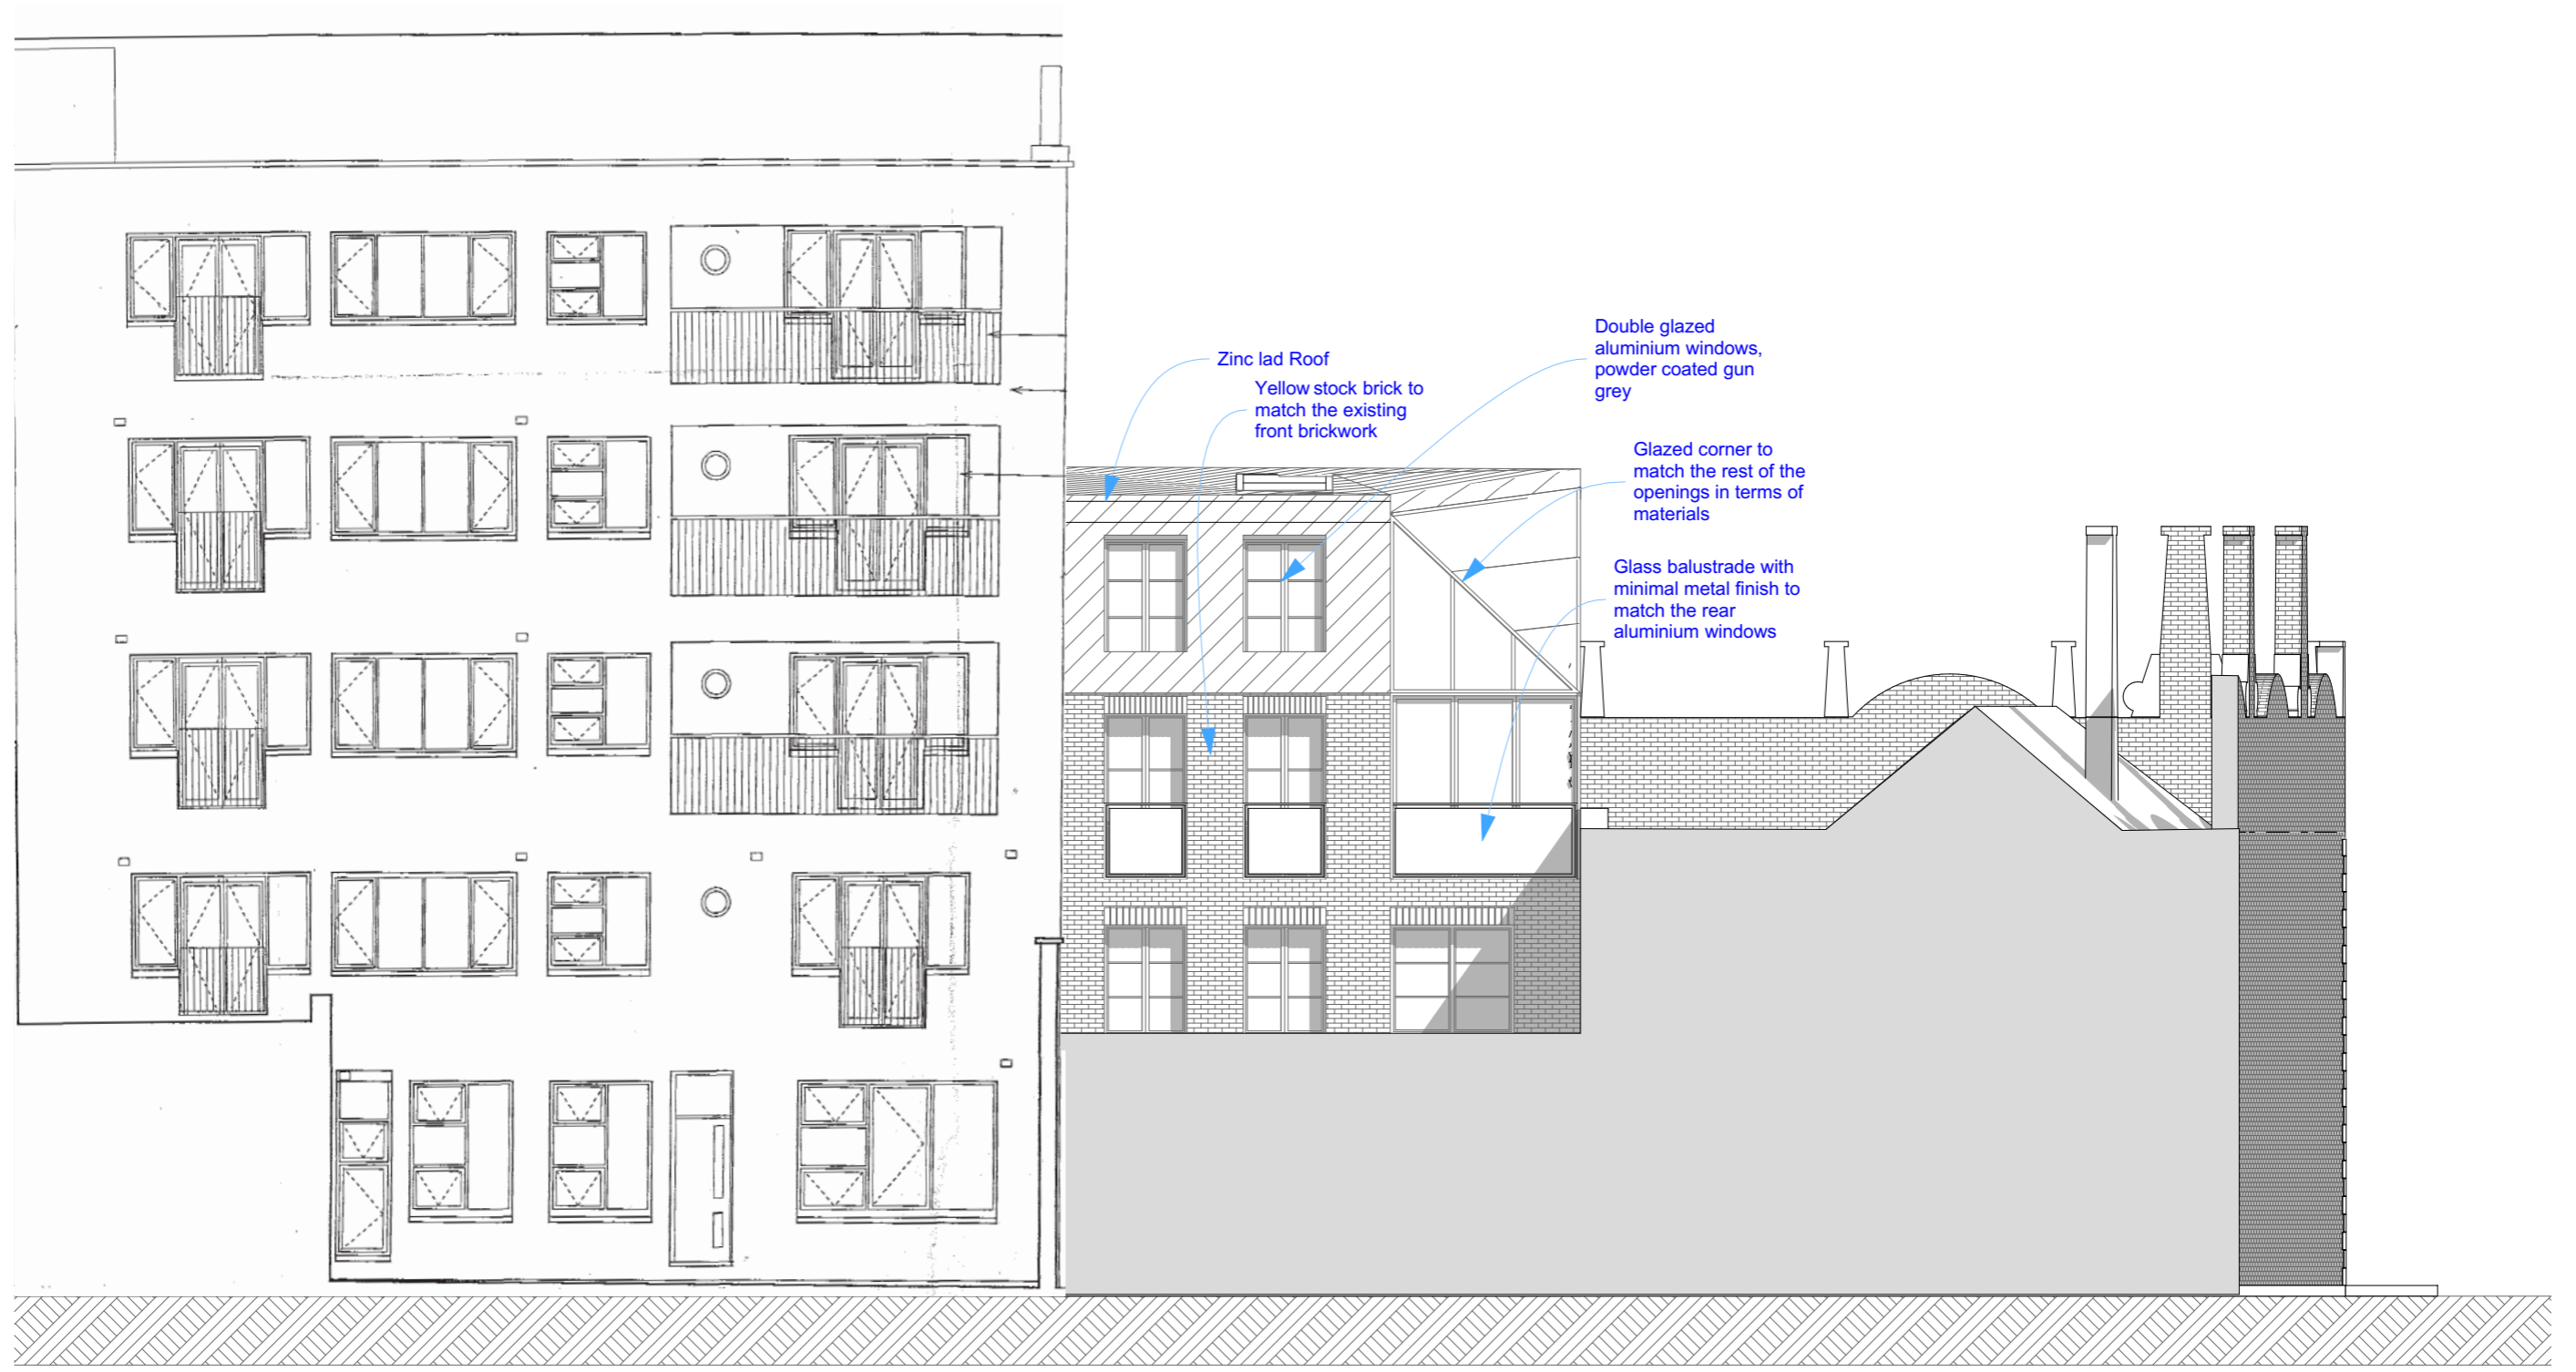 Double glazed
aluminium windows,
powder coated gun
grey
Zinc lad Roof
Yellow stock brick to
match the existing
front brickwork
Glazed corner to
match the rest of the
openings in terms of
materials
Glass balustrade with
minimal metal finish to
match the rear
aluminium windows